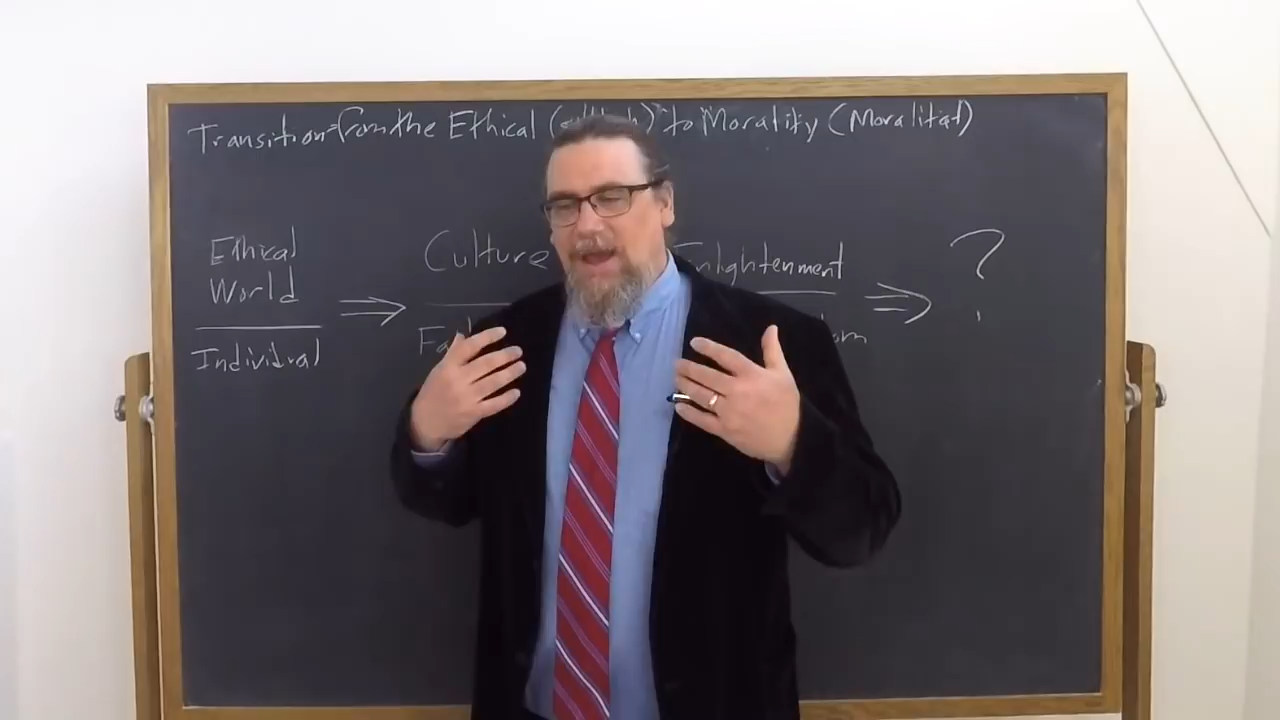 Transition from the Ethical to Morality (Moralität)
Ethical
World
Individual
Culture
Enlightenment
?